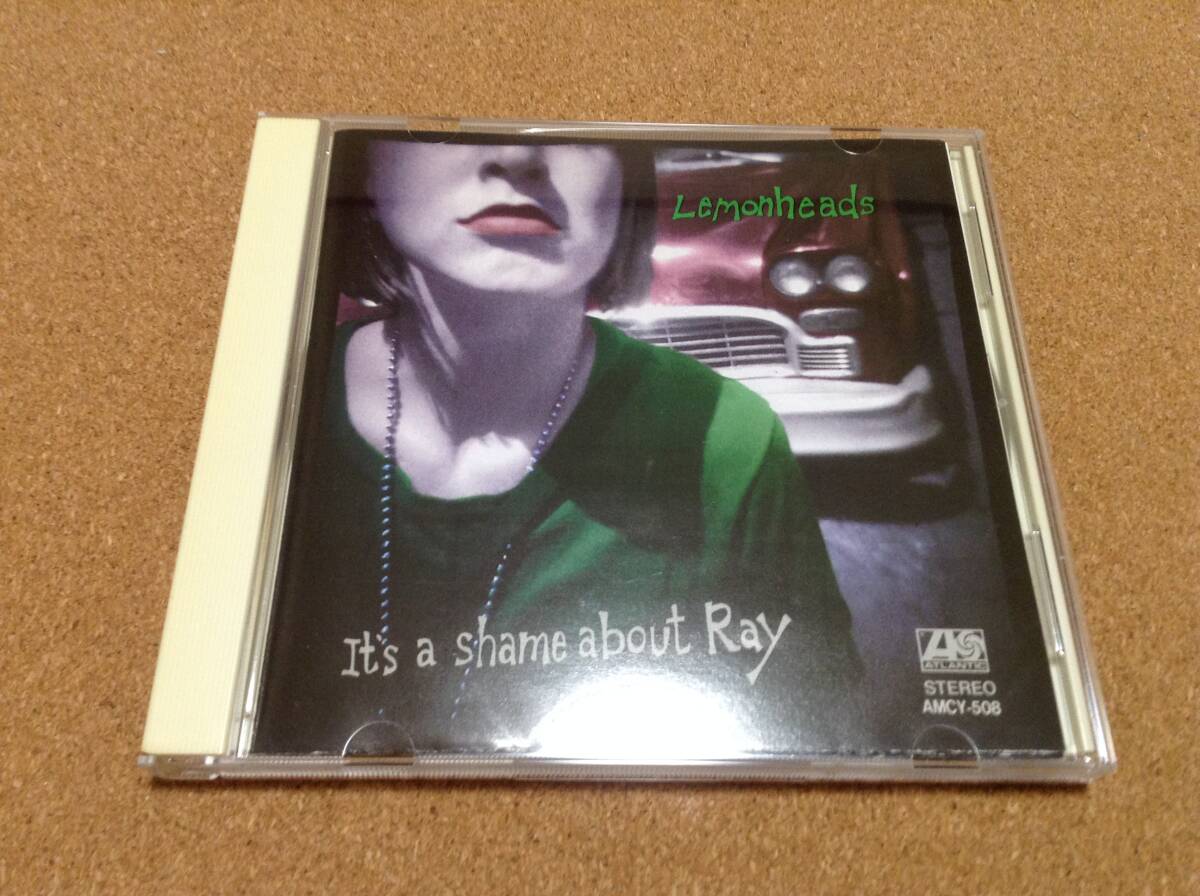 Lemonheads
It's a shame about Ray
ATLANTIC
STEREO
AMCY-508